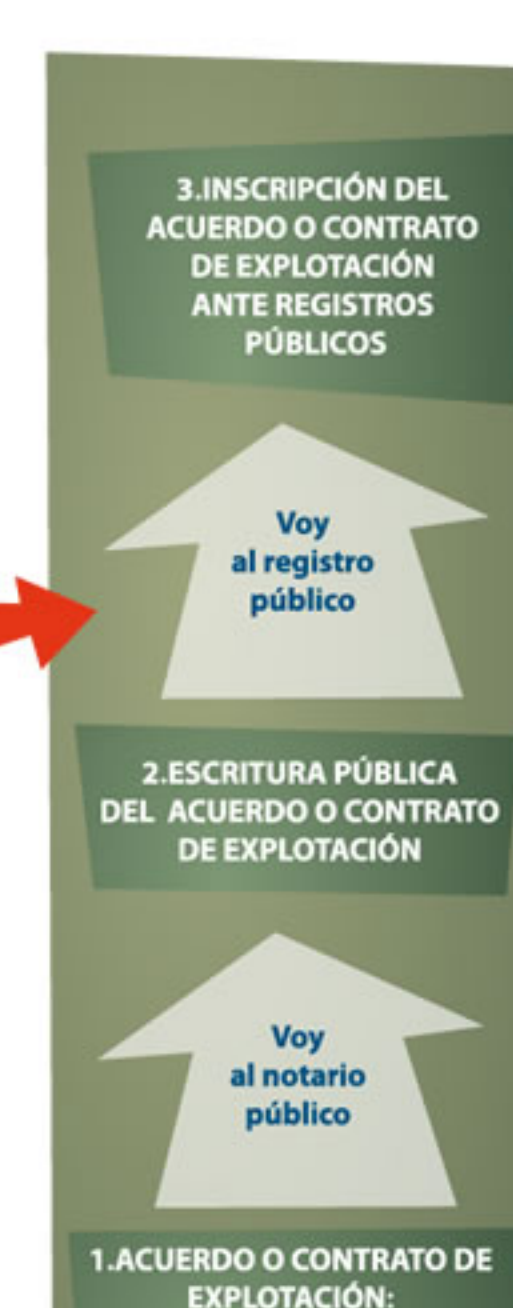 3.INSCRIPCIÓN DEL
ACUERDO O CONTRATO
DE EXPLOTACIÓN
ANTE REGISTROS
PÚBLICOS
Voy
al registro
público
2.ESCRITURA PÚBLICA
DEL ACUERDO O CONTRATO
DE EXPLOTACIÓN
Voy
al notario
público
1.ACUERDO O CONTRATO DE
EXPLOTACIÓN: